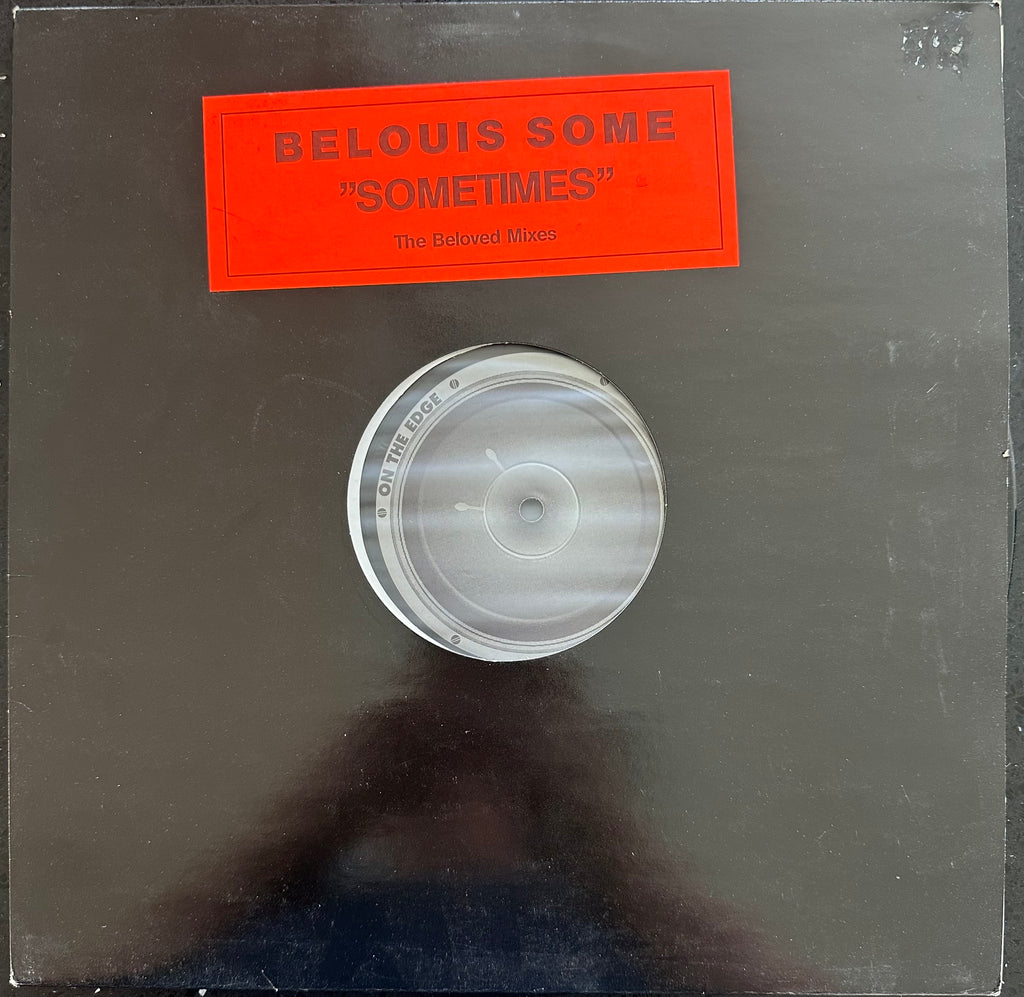 BELOUIS SOME
”SOMETIMES”
The Beloved Mixes
ON THE EDGE